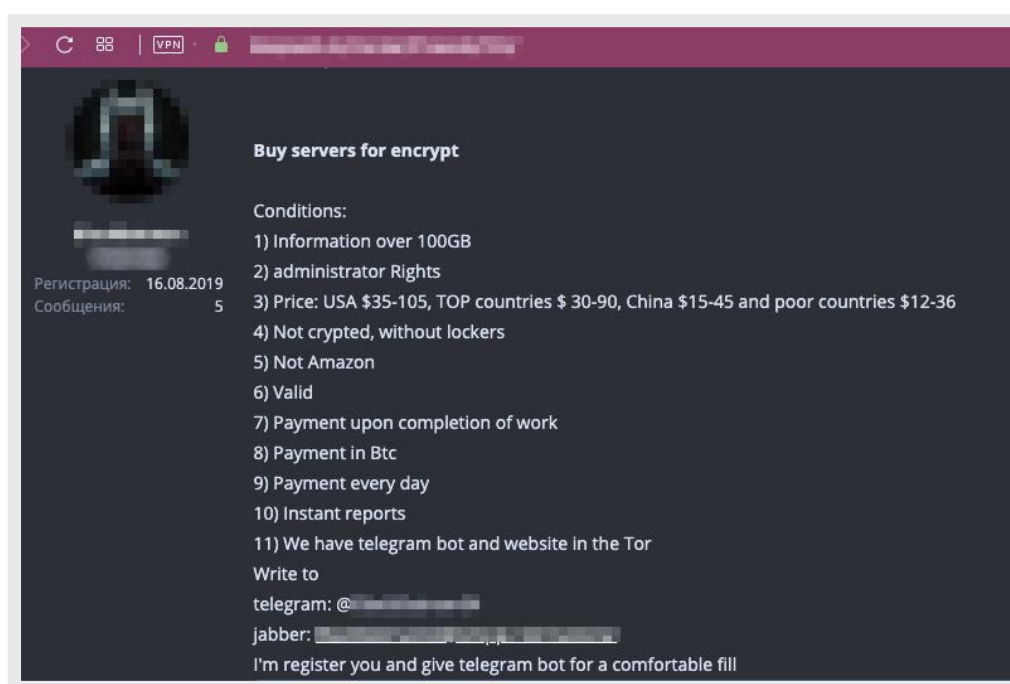 VPN
Buy servers for encrypt
Conditions:
1) Information over 100GB
2) administrator Rights
Регистрация: 16.08.2019
3) Price: USA $35-105, TOP countries $ 30-90, China $15-45 and poor countries $12-36
Сообщения: 5
4) Not crypted, without lockers
5) Not Amazon
6) Valid
7) Payment upon completion of work
8) Payment in Btc
9) Payment every day
10) Instant reports
11) We have telegram bot and website in the Tor
Write to
telegram: @
jabber:
I'm register you and give telegram bot for a comfortable fill